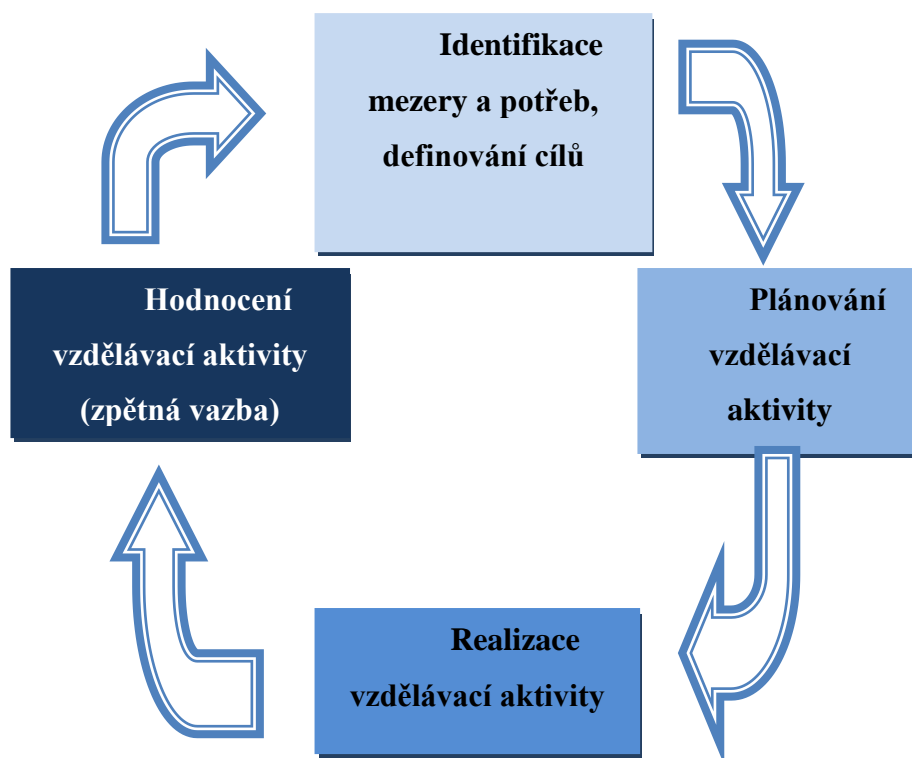 Identifikace
mezery a potřeb,
definování cílů
Plánování
vzdělávací
aktivity
Realizace
vzdělávací aktivity
Hodnocení
vzdělávací aktivity
(zpětná vazba)